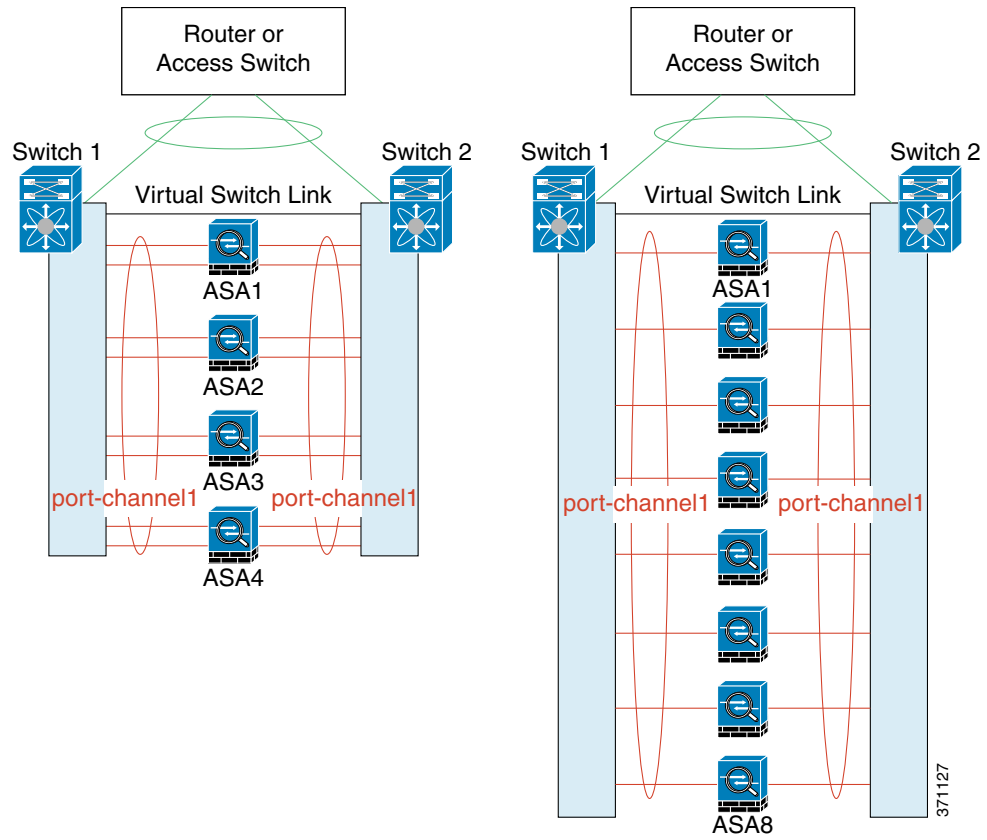 Router or
Access Switch
Switch 1
Switch 2
Virtual Switch Link
ASA1
ASA2
ASA3
port-channel1
port-channel1
ASA4
Router or
Access Switch
Switch 1
Switch 2
Virtual Switch Link
ASA1
port-channel1
port-channel1
ASA8
371127